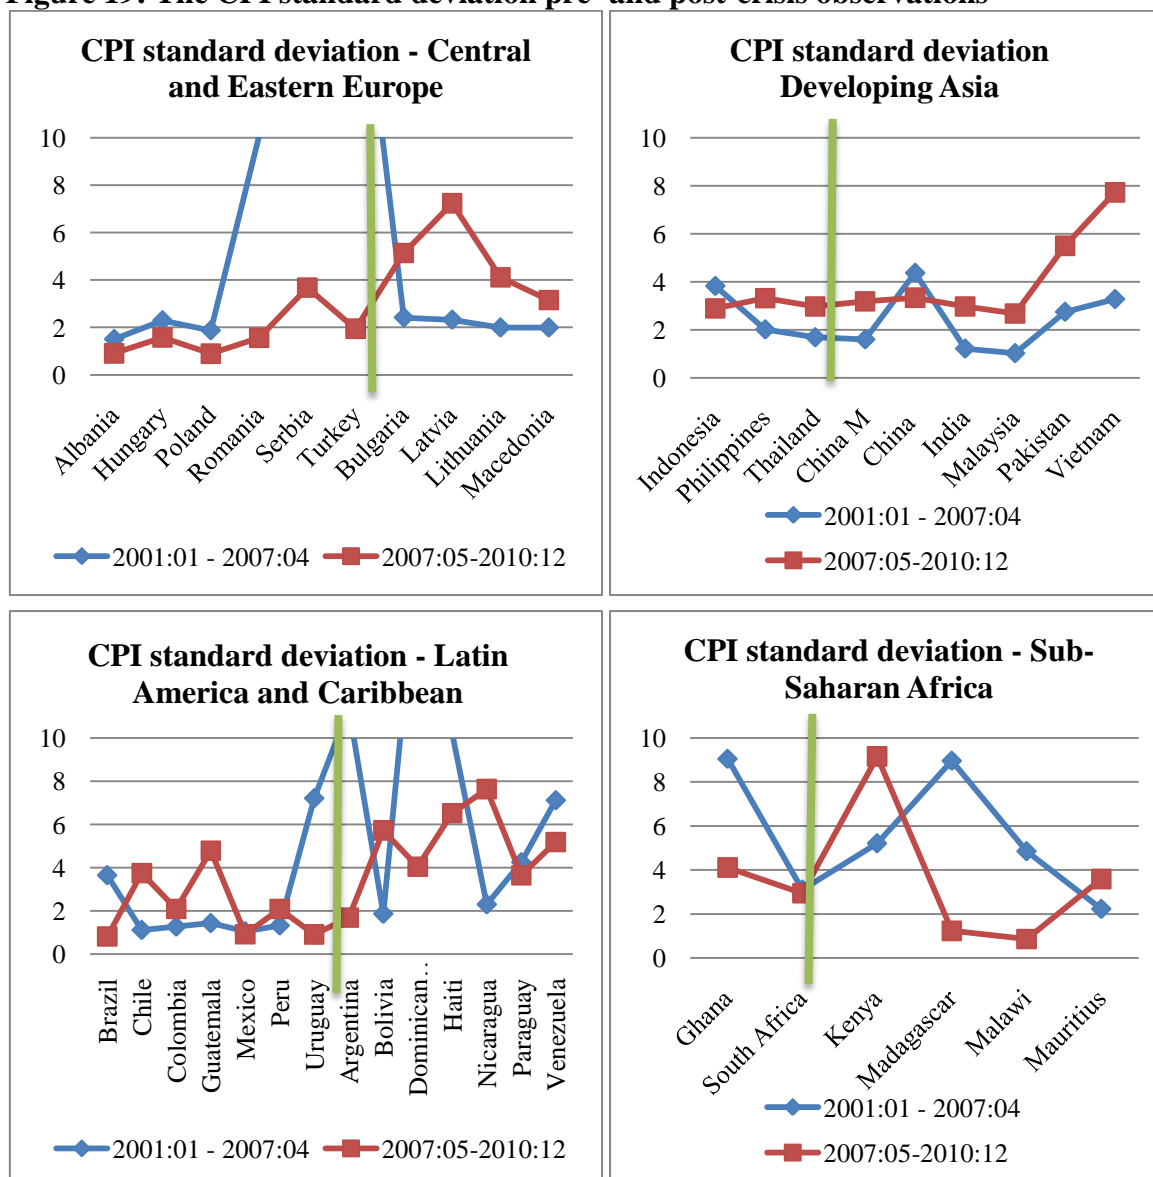 Figure 19: The CPI standard deviation pre- and post-crisis observations
CPI standard deviation - Central
and Eastern Europe
10
8
6
4
2
0
Albania
Hungary
Poland
Romania
Serbia
Turkey
Bulgaria
Latvia
Lithuania
Macedonia
2001:01 - 2007:04
2007:05-2010:12
CPI standard deviation
Developing Asia
10
8
6
4
2
0
Indonesia
Philippines
Thailand
China M
China
India
Malaysia
Pakistan
Vietnam
2001:01 - 2007:04
2007:05-2010:12
CPI standard deviation - Latin
America and Caribbean
10
8
6
4
2
0
Brazil
Chile
Colombia
Guatemala
Mexico
Peru
Uruguay
Argentina
Bolivia
Dominican…
Haiti
Nicaragua
Paraguay
Venezuela
2001:01 - 2007:04
2007:05-2010:12
CPI standard deviation - Sub-
Saharan Africa
10
8
6
4
2
0
Ghana
South Africa
Kenya
Madagascar
Malawi
Mauritius
2001:01 - 2007:04
2007:05-2010:12